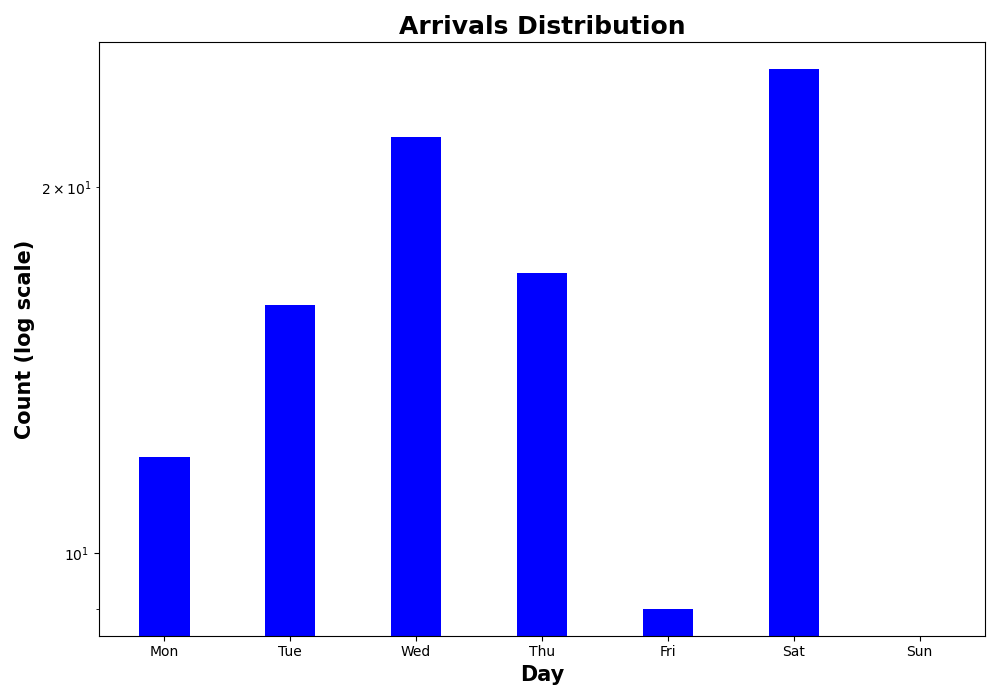 Arrivals Distribution
Count (log scale)
2 × 10¹
10¹
Mon Tue Wed Thu Fri Sat Sun
Day